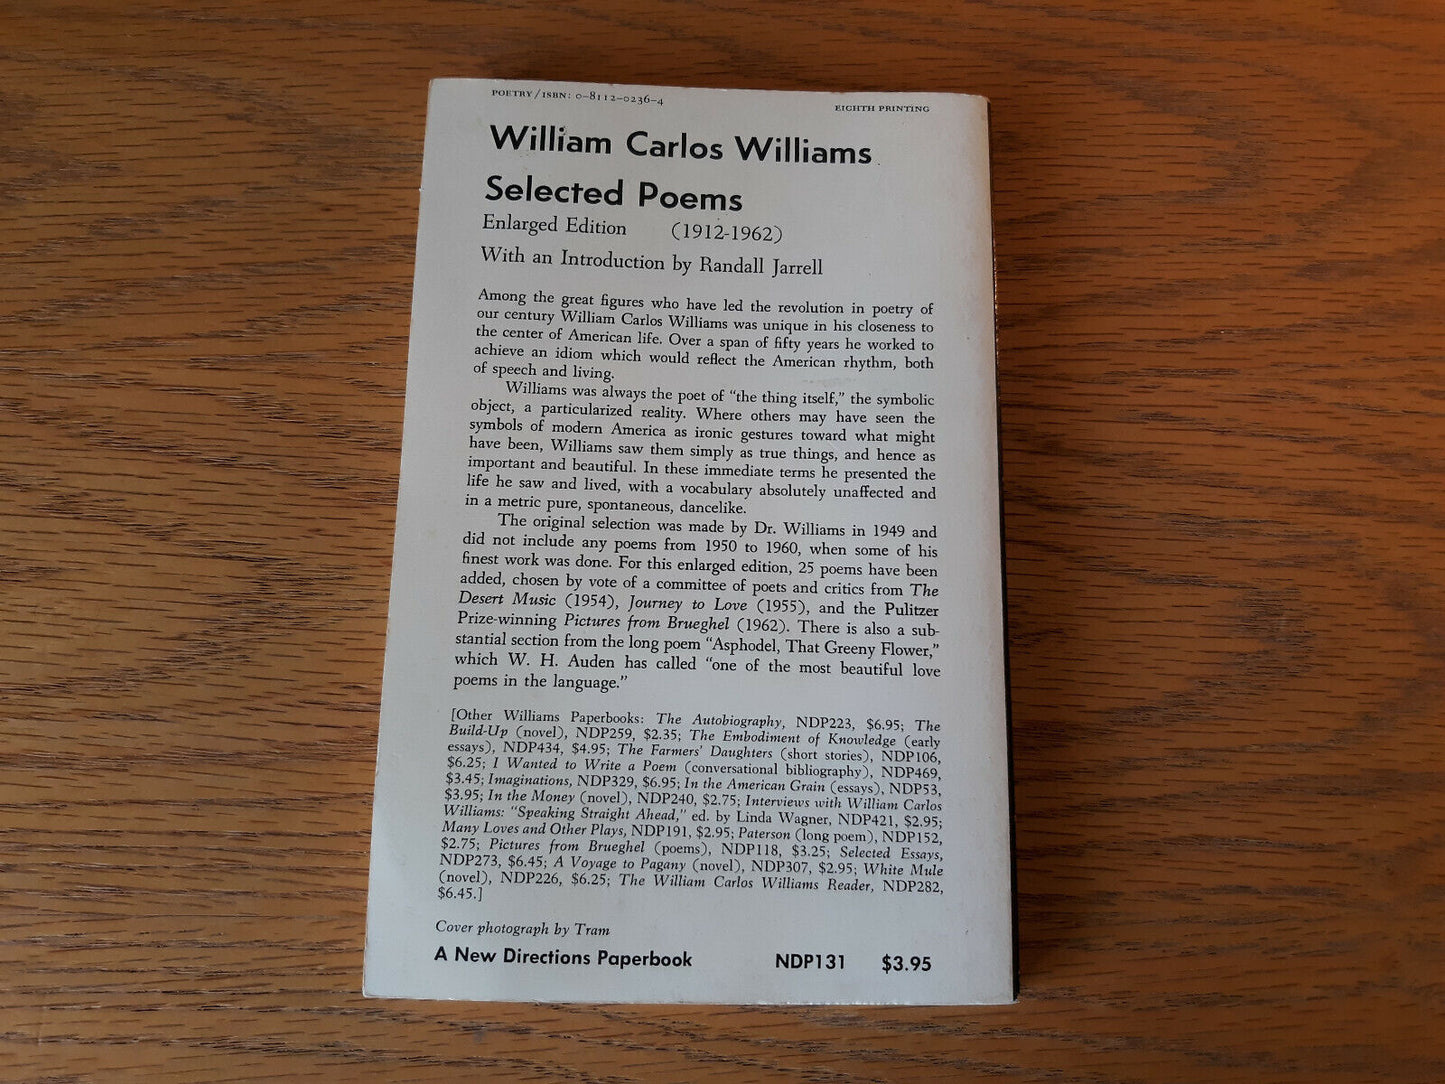 POETRY/ISBN: 0-8112-0236-4 EIGHTH PRINTING
William Carlos Williams
Selected Poems
Enlarged Edition (1912-1962)
With an Introduction by Randall Jarrell
Among the great figures who have led the revolution in poetry of
our century William Carlos Williams was unique in his closeness to
the center of American life. Over a span of fifty years he worked to
achieve an idiom which would reflect the American rhythm, both
of speech and living.
Williams was always the poet of "the thing itself," the symbolic
object, a particularized reality. Where others may have seen the
symbols of modern America as ironic gestures toward what might
have been, Williams saw them simply as true things, and hence as
important and beautiful. In these immediate terms he presented the
life he saw and lived, with a vocabulary absolutely unaffected and
in a metric pure, spontaneous, dancelike.
The original selection was made by Dr. Williams in 1949 and
did not include any poems from 1950 to 1960, when some of his
finest work was done. For this enlarged edition, 25 poems have been
added, chosen by vote of a committee of poets and critics from The
Desert Music (1954), Journey to Love (1955), and the Pulitzer
Prize-winning Pictures from Brueghel (1962). There is also a sub-
stantial section from the long poem "Asphodel, That Greeny Flower,"
which W. H. Auden has called "one of the most beautiful love
poems in the language."
[Other Williams Paperbooks: The Autobiography, NDP223, $6.95; The
Build-Up (novel), NDP259, $2.35; The Embodiment of Knowledge (early
essays), NDP434, $4.95; The Farmers' Daughters (short stories), NDP106,
$6.25; I Wanted to Write a Poem (conversational bibliography), NDP469,
$3.45; Imaginations, NDP329, $6.95; In the American Grain (essays), NDP53,
$3.95; In the Money (novel), NDP240, $2.75; Interviews with William Carlos
Williams: "Speaking Straight Ahead," ed. by Linda Wagner, NDP421, $2.95;
Many Loves and Other Plays, NDP191, $2.95; Paterson (long poem), NDP152,
$2.75; Pictures from Brueghel (poems), NDP118, $3.25; Selected Essays,
NDP273, $6.45; A Voyage to Pagany (novel), NDP307, $2.95; White Mule
(novel), NDP226, $6.25; The William Carlos Williams Reader, NDP282,
$6.45.]
Cover photograph by Tram
A New Directions Paperbook NDP131 $3.95